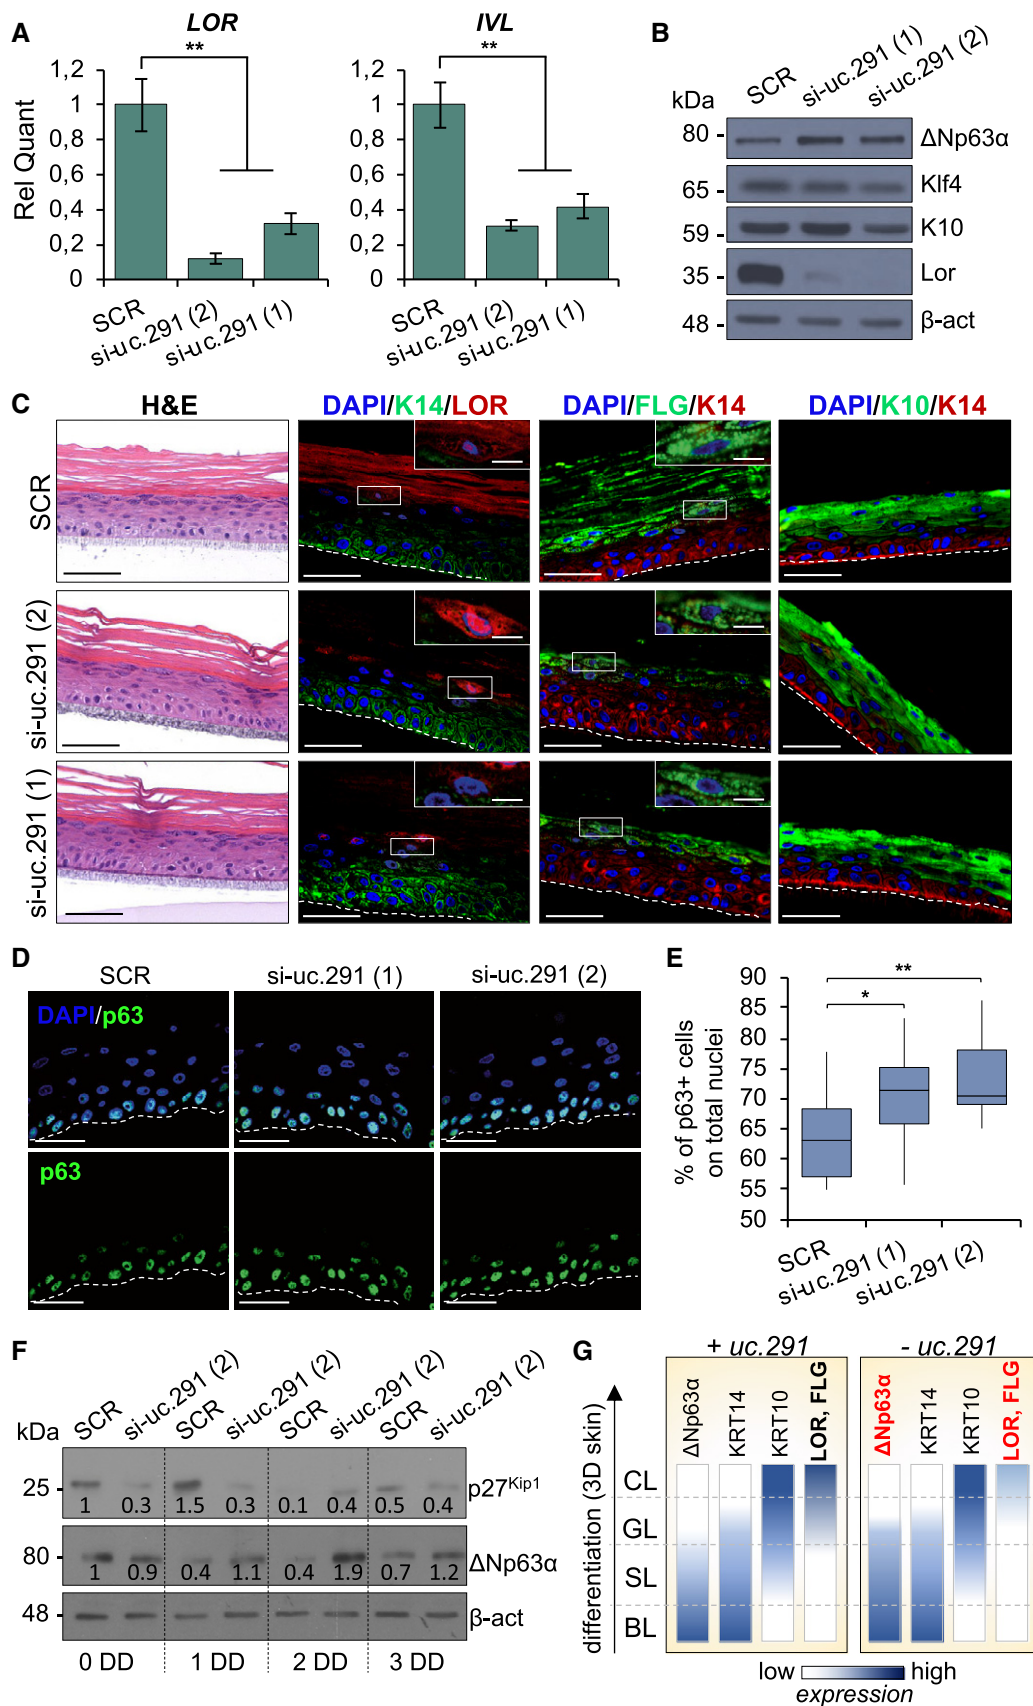 A
LOR
**
1,2
1
0,8
0,6
0,4
0,2
0
Rel Quant
SCR
si-uc.291 (2)
si-uc.291 (1)
IVL
**
1,2
1
0,8
0,6
0,4
0,2
0
SCR
si-uc.291 (2)
si-uc.291 (1)
B
SCR
si-uc.291 (1)
si-uc.291 (2)
kDa
80
ΔNp63α
65
Klf4
59
K10
35
Lor
48
β-act
C
H&E
DAPI/K14/LOR
DAPI/FLG/K14
DAPI/K10/K14
SCR
si-uc.291 (2)
si-uc.291 (1)
D
SCR
si-uc.291 (1)
si-uc.291 (2)
DAPI/p63
p63
E
% of p63+ cells
on total nuclei
90
85
80
75
70
65
60
55
50
*
**
SCR
si-uc.291 (1)
si-uc.291 (2)
F
SCR
si-uc.291 (2)
SCR
si-uc.291 (2)
SCR
si-uc.291 (2)
SCR
si-uc.291 (2)
kDa
25
1 0.3 1.5 0.3 0.1 0.4 0.5 0.4
p27Kip1
80
1 0.9 0.4 1.1 0.4 1.9 0.7 1.2
ΔNp63α
48
β-act
0 DD 1 DD 2 DD 3 DD
G
+ uc.291
- uc.291
differentiation (3D skin)
ΔNp63α
KRT14
KRT10
LOR, FLG
ΔNp63α
KRT14
KRT10
LOR, FLG
CL
GL
SL
BL
low high
expression